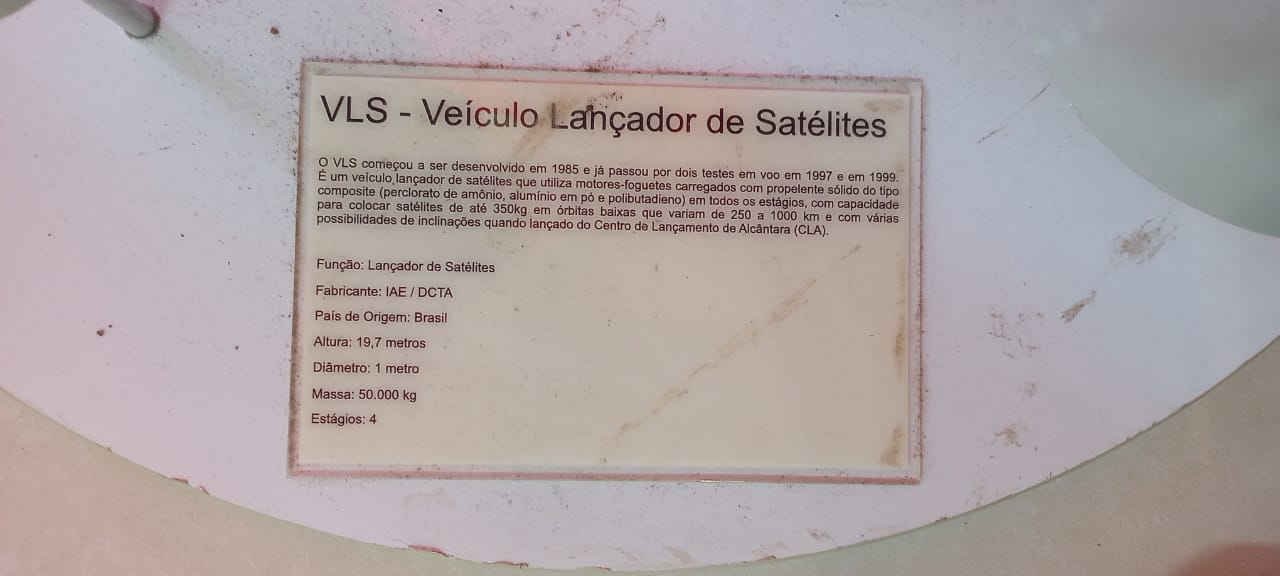 VLS - Veículo Lançador de Satélites
O VLS começou a ser desenvolvido em 1985 e já passou por dois testes em voo em 1997 e em 1999.
É um veículo lançador de satélites que utiliza motores-foguetes carregados com propelente sólido do tipo
composite (perclorato de amônio, alumínio em pó e polibutadieno) em todos os estágios, com capacidade
para colocar satélites de até 350kg em órbitas baixas que variam de 250 a 1000 km e com várias
possibilidades de inclinações quando lançado do Centro de Lançamento de Alcântara (CLA).
Função: Lançador de Satélites
Fabricante: IAE / DCTA
País de Origem: Brasil
Altura: 19,7 metros
Diâmetro: 1 metro
Massa: 50.000 kg
Estágios: 4